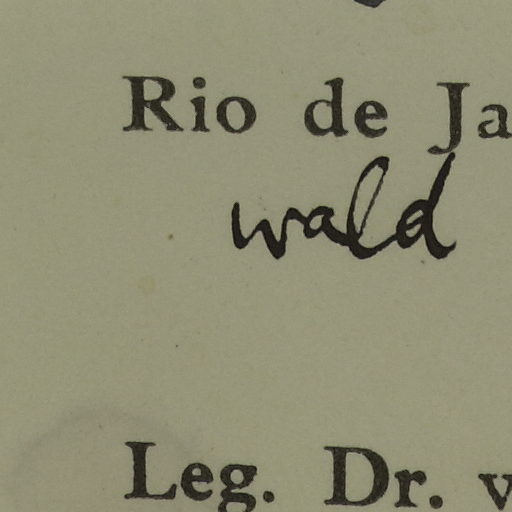 Rio de Ja
wald
Leg. Dr. v